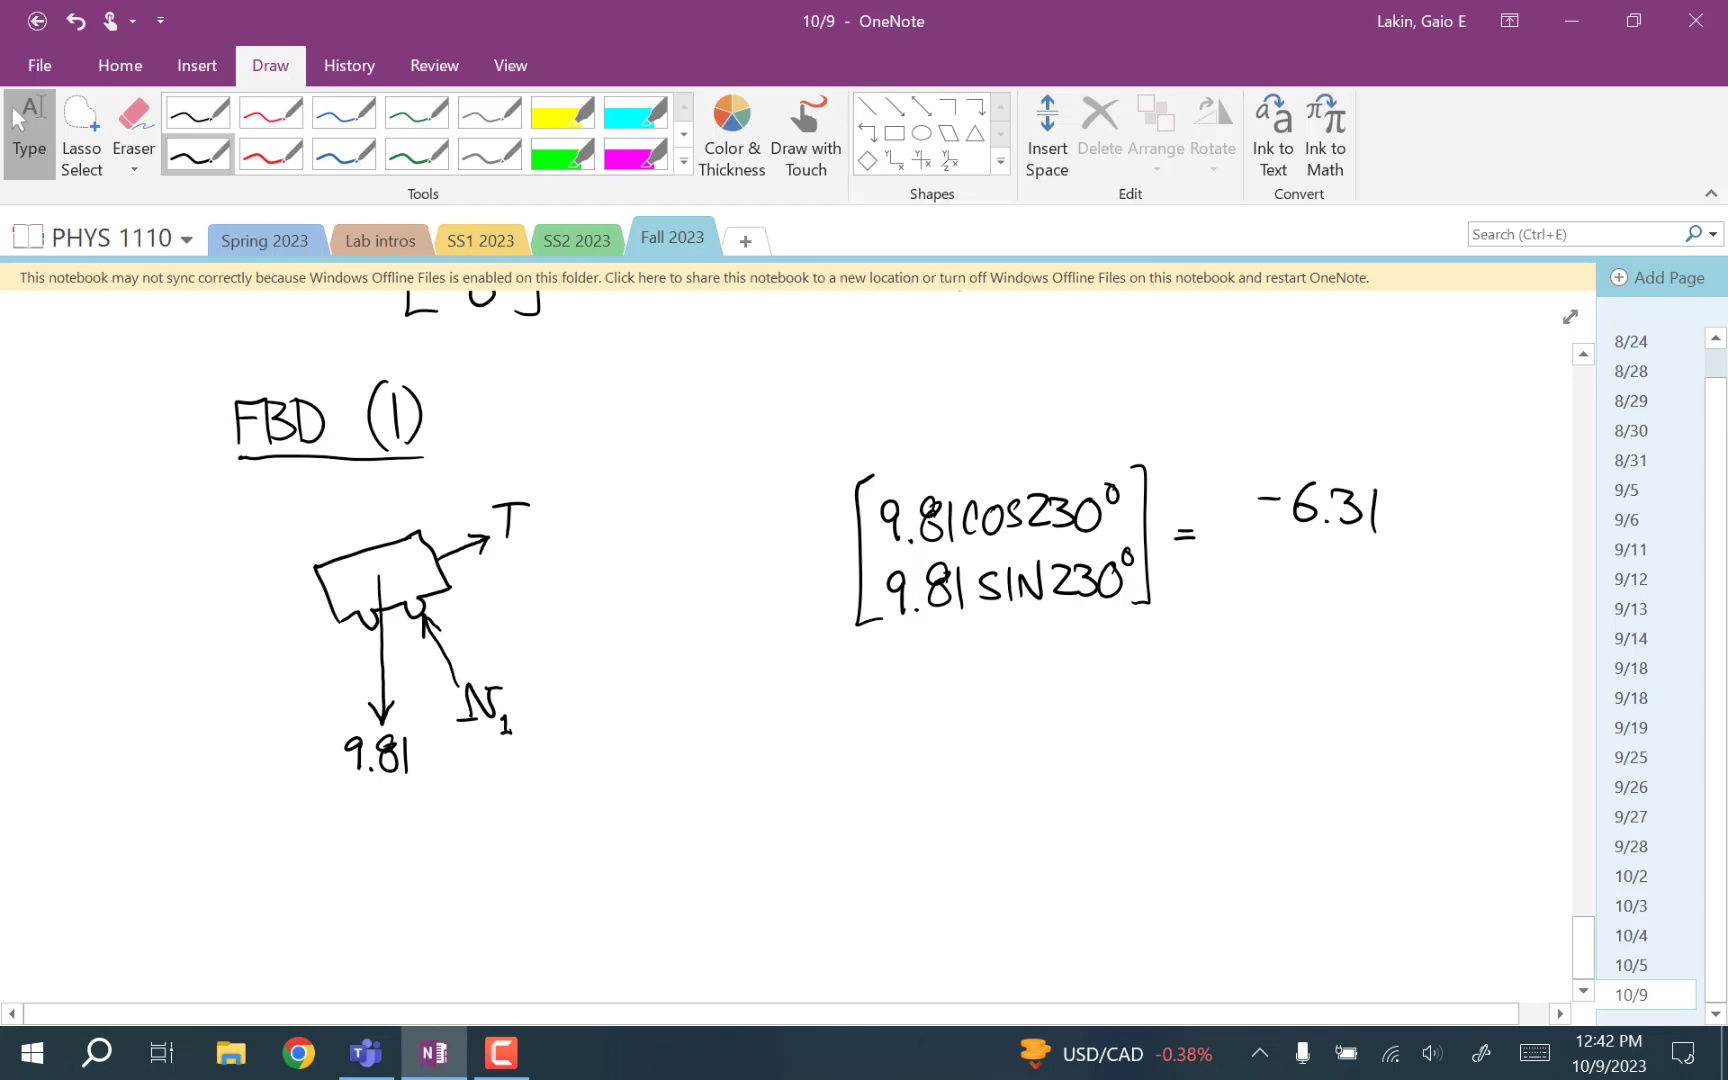 10/9 - OneNote
Lakin, Gaio E
File Home Insert Draw History Review View
Type
Lasso Select
Eraser
Color & Thickness
Draw with Touch
Insert Space
Delete
Arrange
Rotate
Ink to Text
Ink to Math
Tools
Shapes
Edit
Convert
PHYS 1110
Spring 2023
Lab intros
SS1 2023
SS2 2023
Fall 2023
Search (Ctrl+E)
This notebook may not sync correctly because Windows Offline Files is enabled on this folder. Click here to share this notebook to a new location or turn off Windows Offline Files on this notebook and restart OneNote.
Add Page
[ 0 ]
FBD (1)
T
N₁
9.81
[9.81cos230°
9.81 SIN230°] = -6.31
8/24
8/28
8/29
8/30
8/31
9/5
9/6
9/11
9/12
9/13
9/14
9/18
9/18
9/19
9/25
9/26
9/27
9/28
10/2
10/3
10/4
10/5
10/9
USD/CAD -0.38%
12:42 PM
10/9/2023